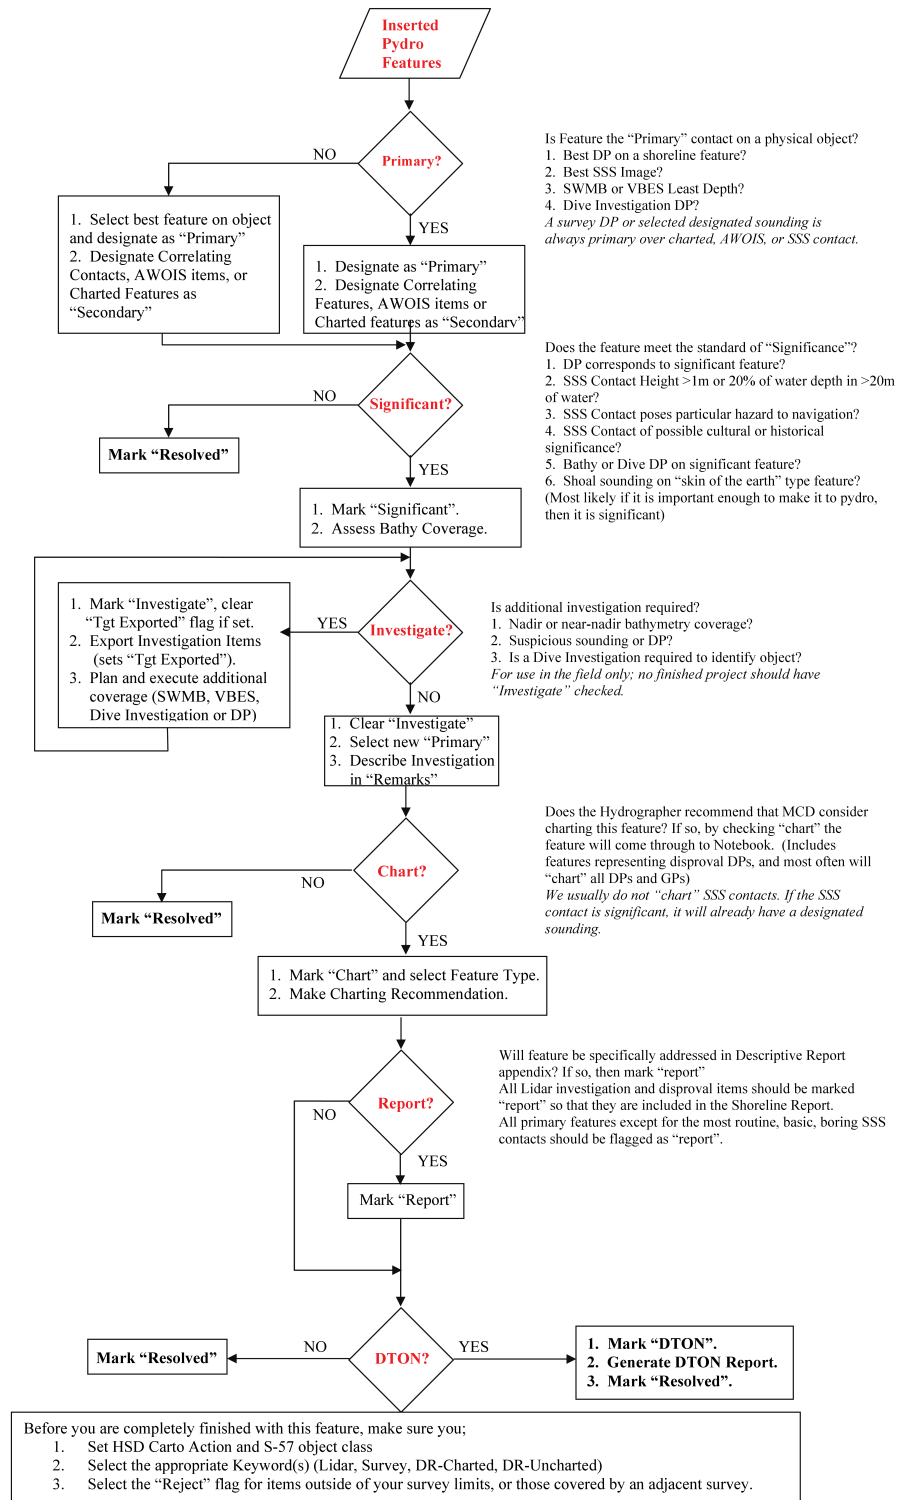 Inserted
Pydro
Features
Primary?
NO
YES
Is Feature the “Primary” contact on a physical object?
1. Best DP on a shoreline feature?
2. Best SSS Image?
3. SWMB or VBES Least Depth?
4. Dive Investigation DP?
A survey DP or selected designated sounding is
always primary over charted, AWOIS, or SSS contact.
1. Select best feature on object
and designate as “Primary”
2. Designate Correlating
Contacts, AWOIS items, or
Charted Features as
“Secondary”
1. Designate as “Primary”
2. Designate Correlating
Features, AWOIS items or
Charted features as “Secondary”
Significant?
NO
YES
Mark “Resolved”
Does the feature meet the standard of “Significance”?
1. DP corresponds to significant feature?
2. SSS Contact Height >1m or 20% of water depth in >20m
of water?
3. SSS Contact poses particular hazard to navigation?
4. SSS Contact of possible cultural or historical
significance?
5. Bathy or Dive DP on significant feature?
6. Shoal sounding on “skin of the earth” type feature?
(Most likely if it is important enough to make it to pydro,
then it is significant)
1. Mark “Significant”.
2. Assess Bathy Coverage.
Investigate?
YES
NO
1. Mark “Investigate”, clear
“Tgt Exported” flag if set.
2. Export Investigation Items
(sets “Tgt Exported”).
3. Plan and execute additional
coverage (SWMB, VBES,
Dive Investigation or DP)
Is additional investigation required?
1. Nadir or near-nadir bathymetry coverage?
2. Suspicious sounding or DP?
3. Is a Dive Investigation required to identify object?
For use in the field only; no finished project should have
“Investigate” checked.
1. Clear “Investigate”
2. Select new “Primary”
3. Describe Investigation
in “Remarks”
Chart?
NO
YES
Mark “Resolved”
Does the Hydrographer recommend that MCD consider
charting this feature? If so, by checking “chart” the
feature will come through to Notebook. (Includes
features representing disproval DPs, and most often will
“chart” all DPs and GPs)
We usually do not “chart” SSS contacts. If the SSS
contact is significant, it will already have a designated
sounding.
1. Mark “Chart” and select Feature Type.
2. Make Charting Recommendation.
Report?
NO
YES
Will feature be specifically addressed in Descriptive Report
appendix? If so, then mark “report”
All Lidar investigation and disproval items should be marked
“report” so that they are included in the Shoreline Report.
All primary features except for the most routine, basic, boring SSS
contacts should be flagged as “report”.
Mark “Report”
DTON?
NO
YES
Mark “Resolved”
1. Mark “DTON”.
2. Generate DTON Report.
3. Mark “Resolved”.
Before you are completely finished with this feature, make sure you;
1. Set HSD Carto Action and S-57 object class
2. Select the appropriate Keyword(s) (Lidar, Survey, DR-Charted, DR-Uncharted)
3. Select the “Reject” flag for items outside of your survey limits, or those covered by an adjacent survey.